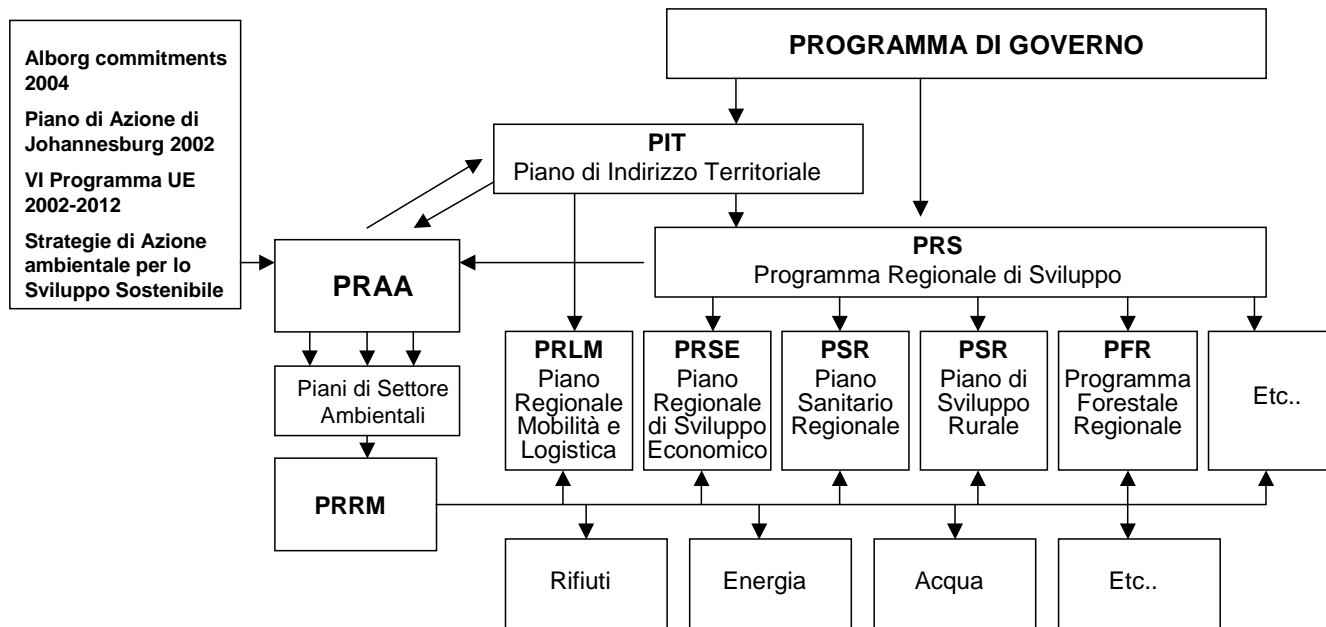 Alborg commitments
2004
Piano di Azione di
Johannesburg 2002
VI Programma UE
2002-2012
Strategie di Azione
ambientale per lo
Sviluppo Sostenibile
PROGRAMMA DI GOVERNO
PIT
Piano di Indirizzo Territoriale
PRS
Programma Regionale di Sviluppo
PRAA
Piani di Settore
Ambientali
PRRM
PRLM
Piano
Regionale
Mobilità e
Logistica
PRSE
Piano
Regionale
di Sviluppo
Economico
PSR
Piano
Sanitario
Regionale
PSR
Piano di
Sviluppo
Rurale
PFR
Programma
Forestale
Regionale
Etc..
Rifiuti
Energia
Acqua
Etc..